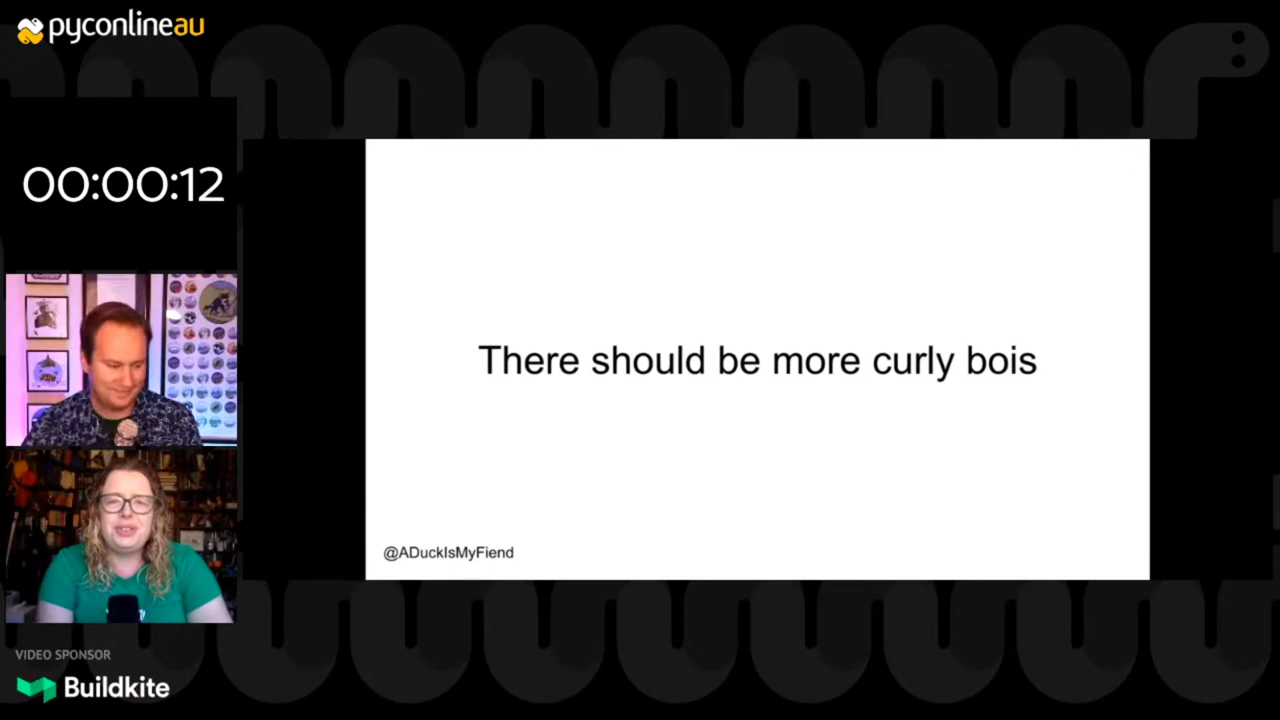 pyconlineau
00:00:12
There should be more curly bois
@ADuckIsMyFiend
VIDEO SPONSOR
Buildkite